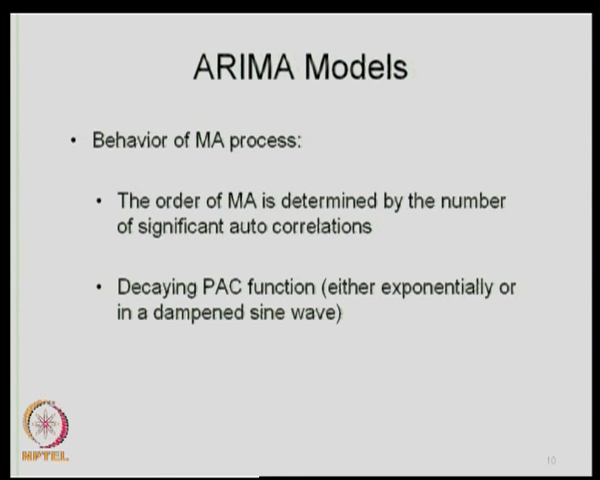 ARIMA Models
• Behavior of MA process:
• The order of MA is determined by the number
of significant auto correlations
• Decaying PAC function (either exponentially or
in a dampened sine wave)
NPTEL
10